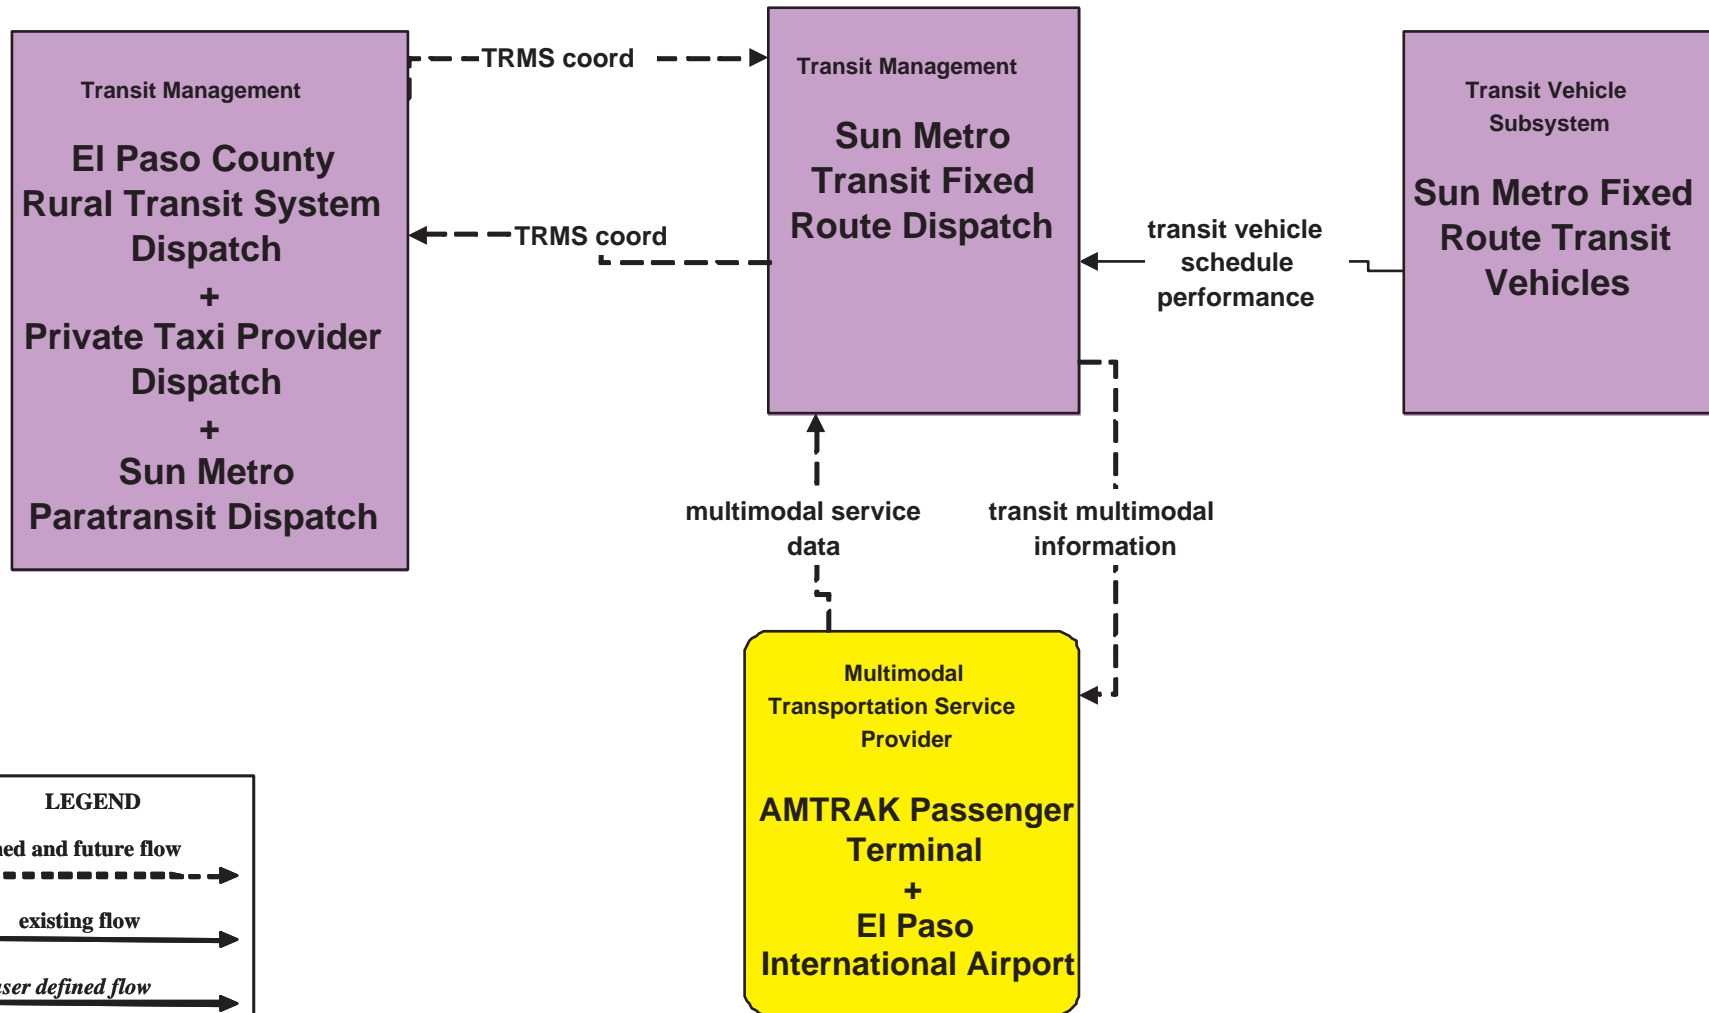 Transit Management
El Paso County
Rural Transit System
Dispatch
+
Private Taxi Provider
Dispatch
+
Sun Metro
Paratransit Dispatch
TRMS coord
TRMS coord
Transit Management
Sun Metro
Transit Fixed
Route Dispatch
transit vehicle
schedule
performance
Transit Vehicle
Subsystem
Sun Metro Fixed
Route Transit
Vehicles
multimodal service
data
transit multimodal
information
Multimodal
Transportation Service
Provider
AMTRAK Passenger
Terminal
+
El Paso
International Airport
LEGEND
and future flow
existing flow
user defined flow